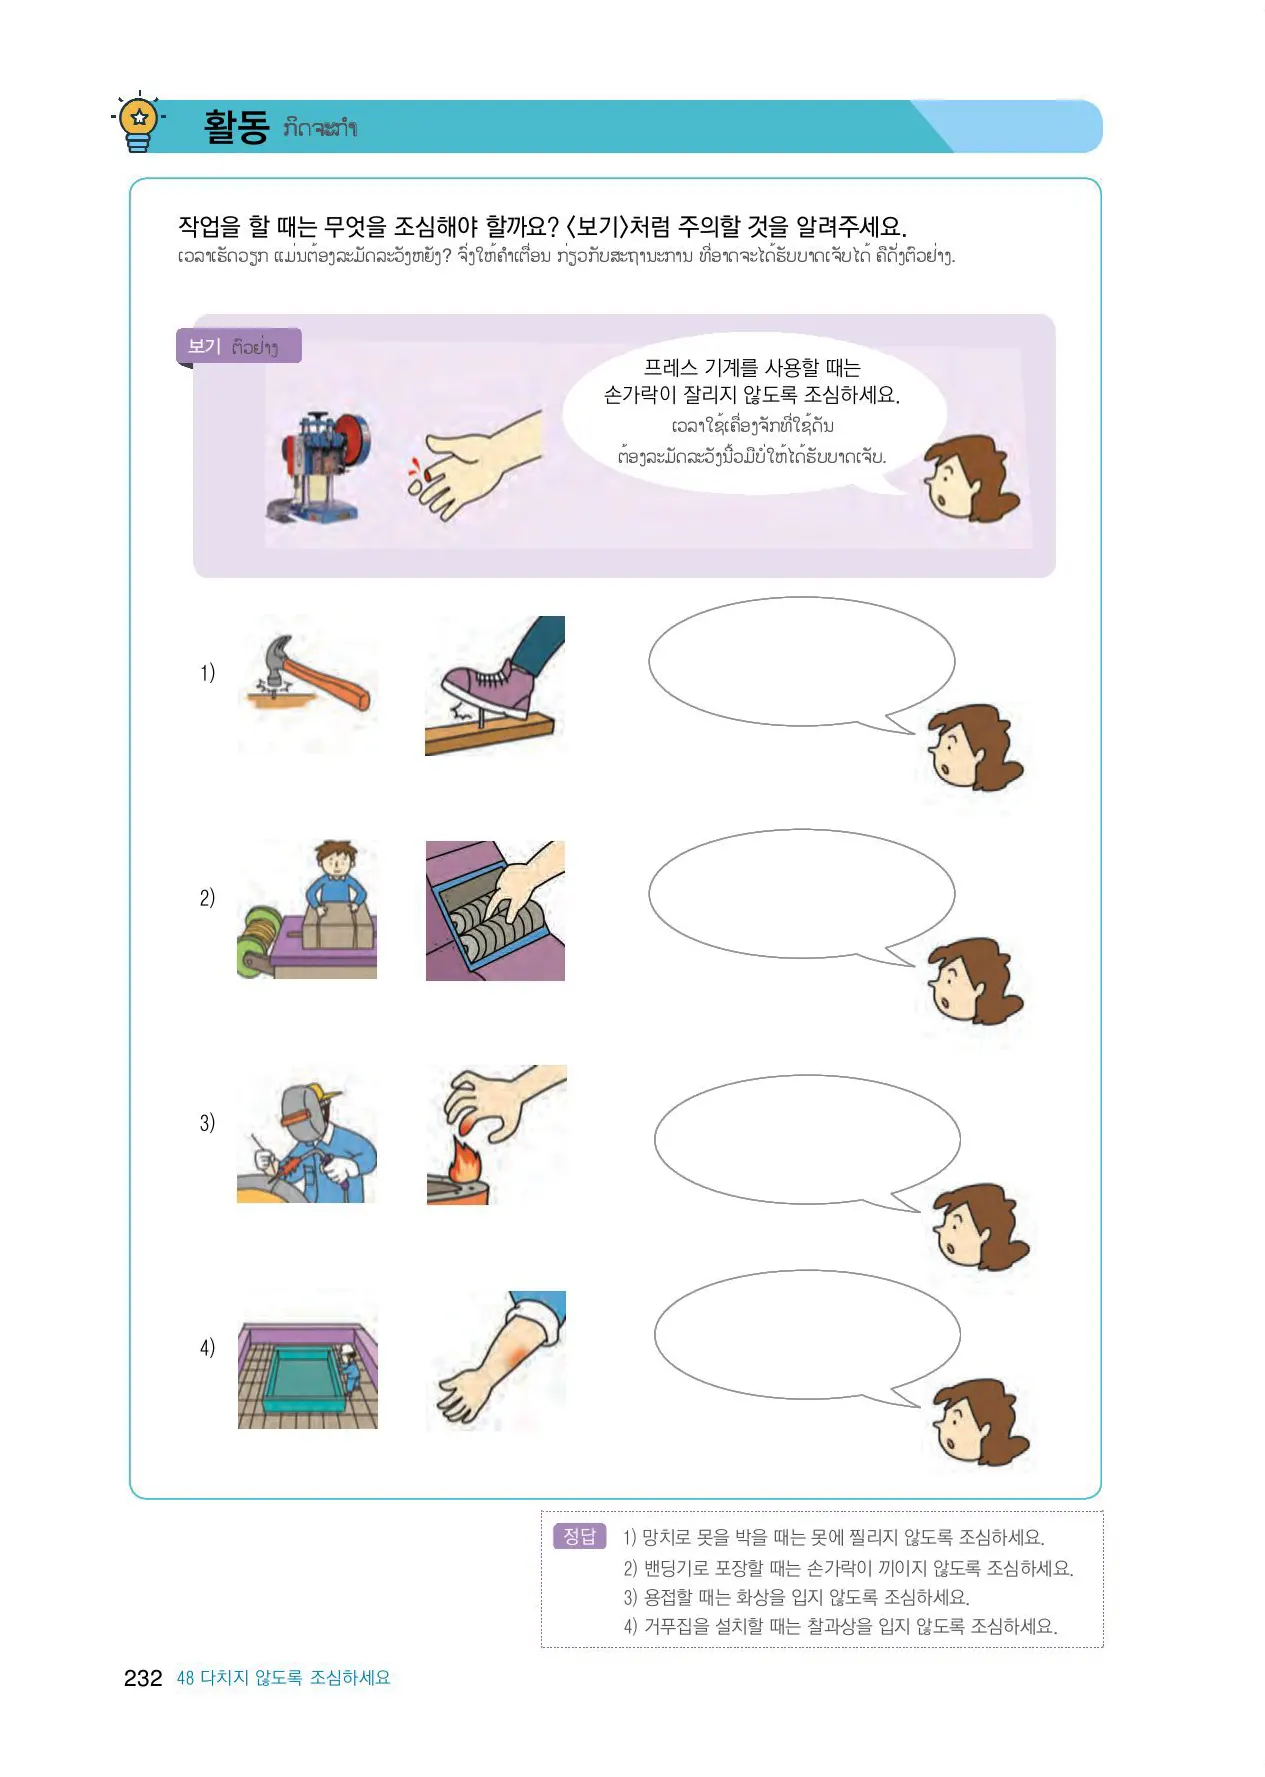 활동 ກິດຈະກຳ
작업을 할 때는 무엇을 조심해야 할까요? <보기>처럼 주의할 것을 알려주세요.
ເວລາເຮັດວຽກ ແມ່ນຕ້ອງລະມັດລະວັງຫຍັງ? ຈົ່ງໃຫ້ຄຳເຕືອນ ກ່ຽວກັບສະຖານະການ ທີ່ອາດຈະໄດ້ຮັບບາດເຈັບໄດ້ ຄືດັ່ງຕົວຢ່າງ.
보기 ຕົວຢ່າງ
프레스 기계를 사용할 때는
손가락이 잘리지 않도록 조심하세요.
ເວລາໃຊ້ເຄື່ອງຈັກທີ່ໃຊ້ດັນ
ຕ້ອງລະມັດລະວັງນິ້ວມືບໍ່ໃຫ້ໄດ້ຮັບບາດເຈັບ.
1)
2)
3)
4)
정답 1) 망치로 못을 박을 때는 못에 찔리지 않도록 조심하세요.
2) 밴딩기로 포장할 때는 손가락이 끼이지 않도록 조심하세요.
3) 용접할 때는 화상을 입지 않도록 조심하세요.
4) 거푸집을 설치할 때는 찰과상을 입지 않도록 조심하세요.
232 48 다치지 않도록 조심하세요